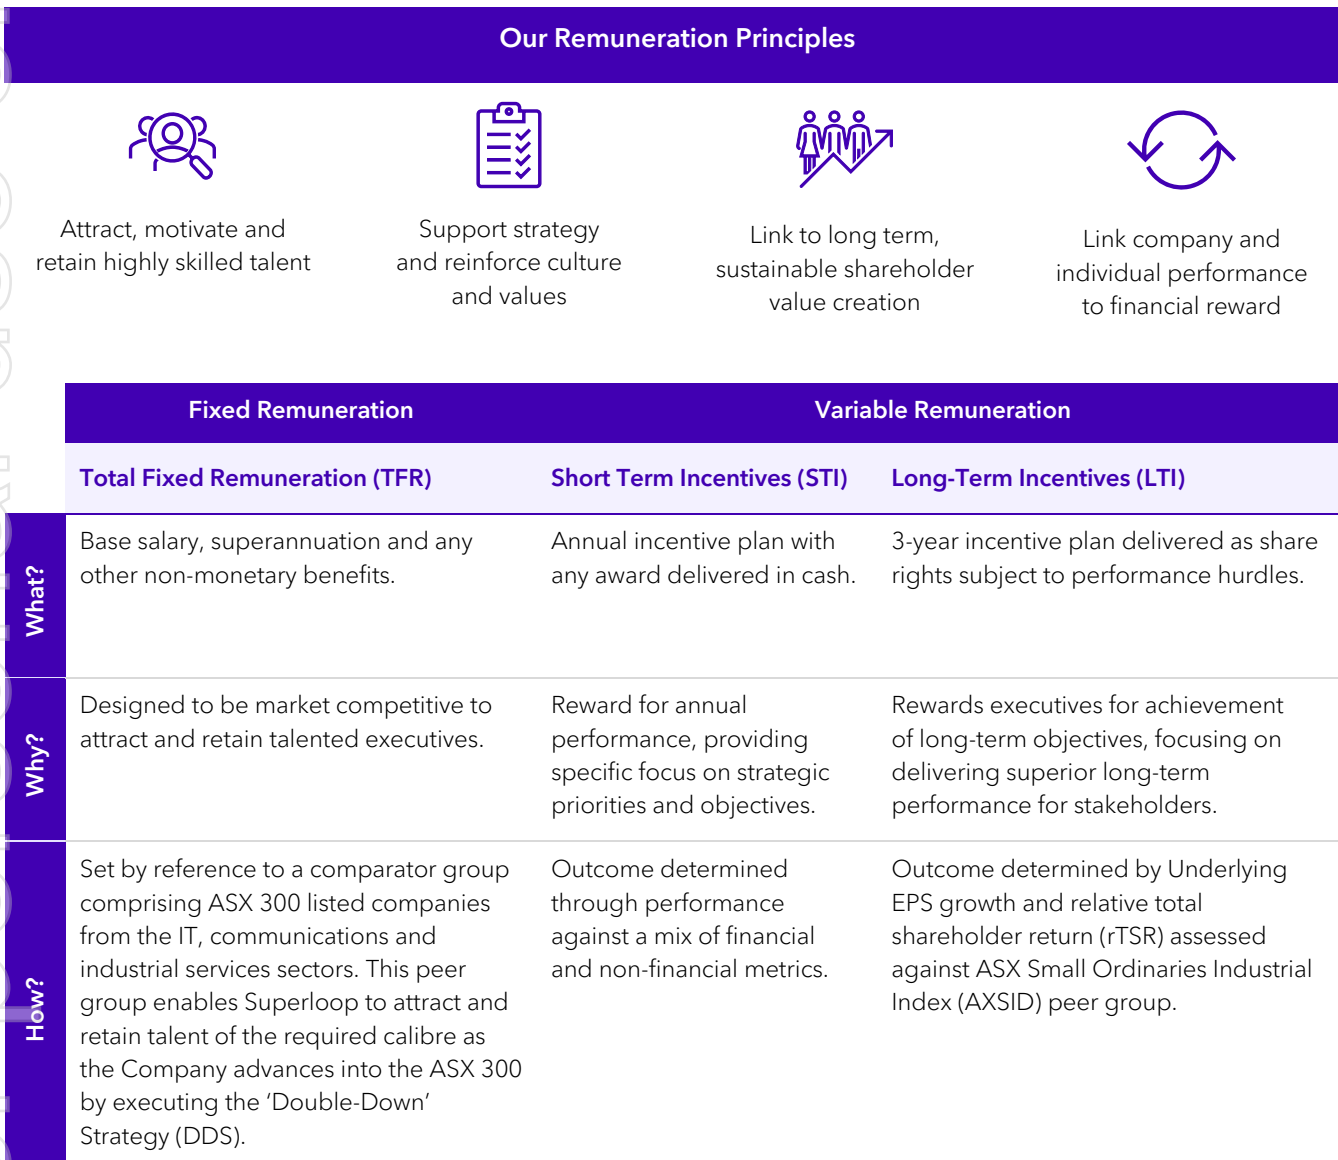 Our Remuneration Principles
Attract, motivate and
retain highly skilled talent
Support strategy
and reinforce culture
and values
Link to long term,
sustainable shareholder
value creation
Link company and
individual performance
to financial reward
Fixed Remuneration
Variable Remuneration
Total Fixed Remuneration (TFR)
Short Term Incentives (STI)
Long-Term Incentives (LTI)
What?
Base salary, superannuation and any
other non-monetary benefits.
Annual incentive plan with
any award delivered in cash.
3-year incentive plan delivered as share
rights subject to performance hurdles.
Why?
Designed to be market competitive to
attract and retain talented executives.
Reward for annual
performance, providing
specific focus on strategic
priorities and objectives.
Rewards executives for achievement
of long-term objectives, focusing on
delivering superior long-term
performance for stakeholders.
How?
Set by reference to a comparator group
comprising ASX 300 listed companies
from the IT, communications and
industrial services sectors. This peer
group enables Superloop to attract and
retain talent of the required calibre as
the Company advances into the ASX 300
by executing the ‘Double-Down’
Strategy (DDS).
Outcome determined
through performance
against a mix of financial
and non-financial metrics.
Outcome determined by Underlying
EPS growth and relative total
shareholder return (rTSR) assessed
against ASX Small Ordinaries Industrial
Index (AXSID) peer group.